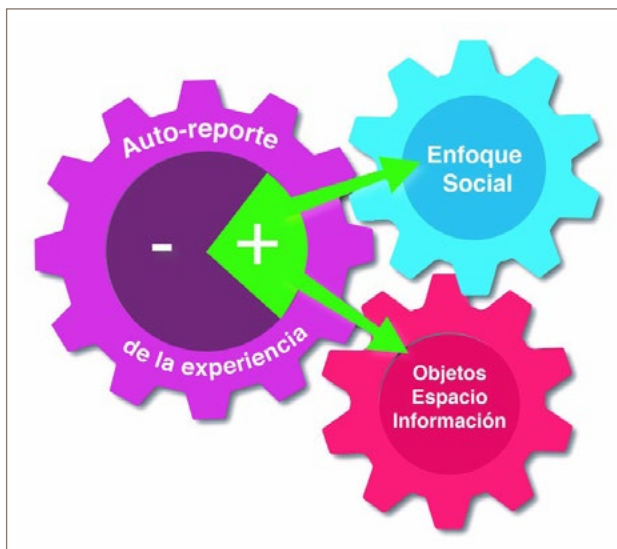 Auto-reporte
- +
de la experiencia
Enfoque
Social
Objetos
Espacio
Información